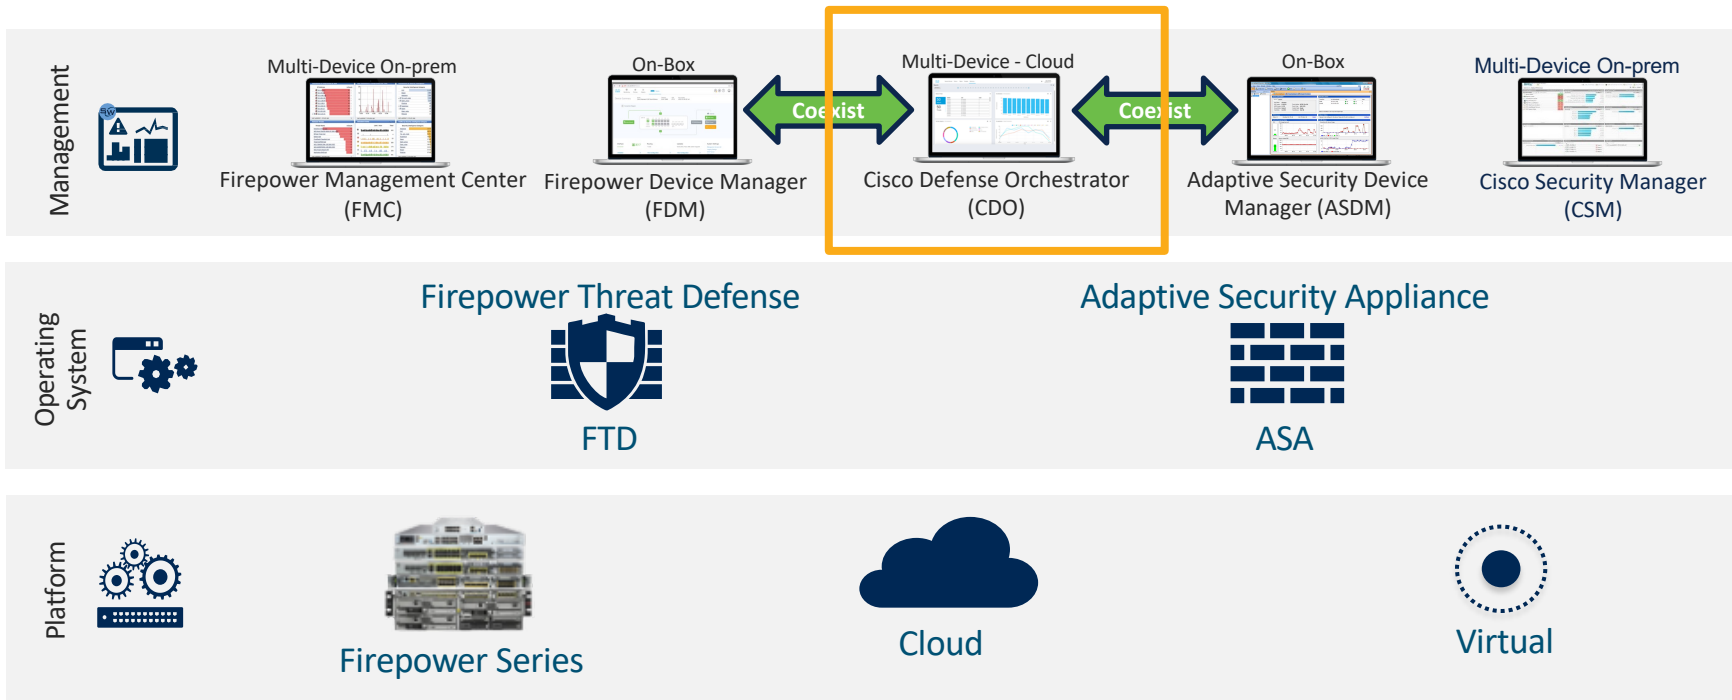 Management
Multi-Device On-prem
Firepower Management Center
(FMC)
On-Box
Firepower Device Manager
(FDM)
Coexist
Multi-Device - Cloud
Cisco Defense Orchestrator
(CDO)
Coexist
On-Box
Adaptive Security Device
Manager (ASDM)
Multi-Device On-prem
Cisco Security Manager
(CSM)
Operating
System
Firepower Threat Defense
FTD
Adaptive Security Appliance
ASA
Platform
Firepower Series
Cloud
Virtual